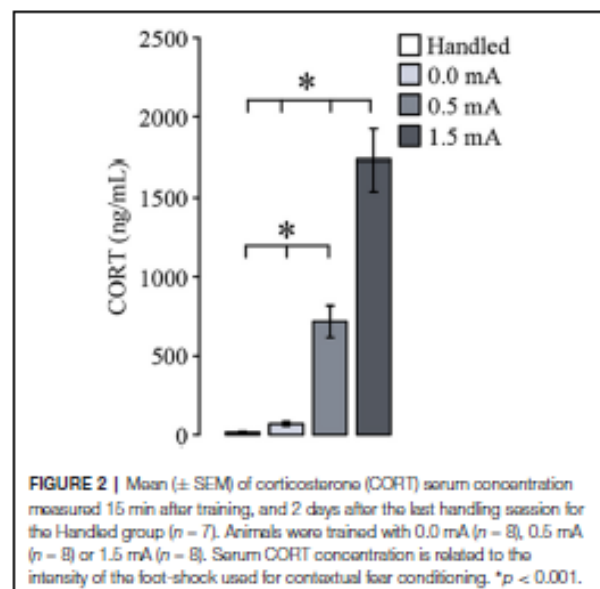 2500
2000
1500
1000
500
0
CORT (ng/mL)
Handled
0.0 mA
0.5 mA
1.5 mA
*
*
FIGURE 2 | Mean (± SEM) of corticosterone (CORT) serum concentration
measured 15 min after training, and 2 days after the last handling session for
the Handled group (n = 7). Animals were trained with 0.0 mA (n = 8), 0.5 mA
(n = 8) or 1.5 mA (n = 8). Serum CORT concentration is related to the
intensity of the foot-shock used for contextual fear conditioning. *p < 0.001.